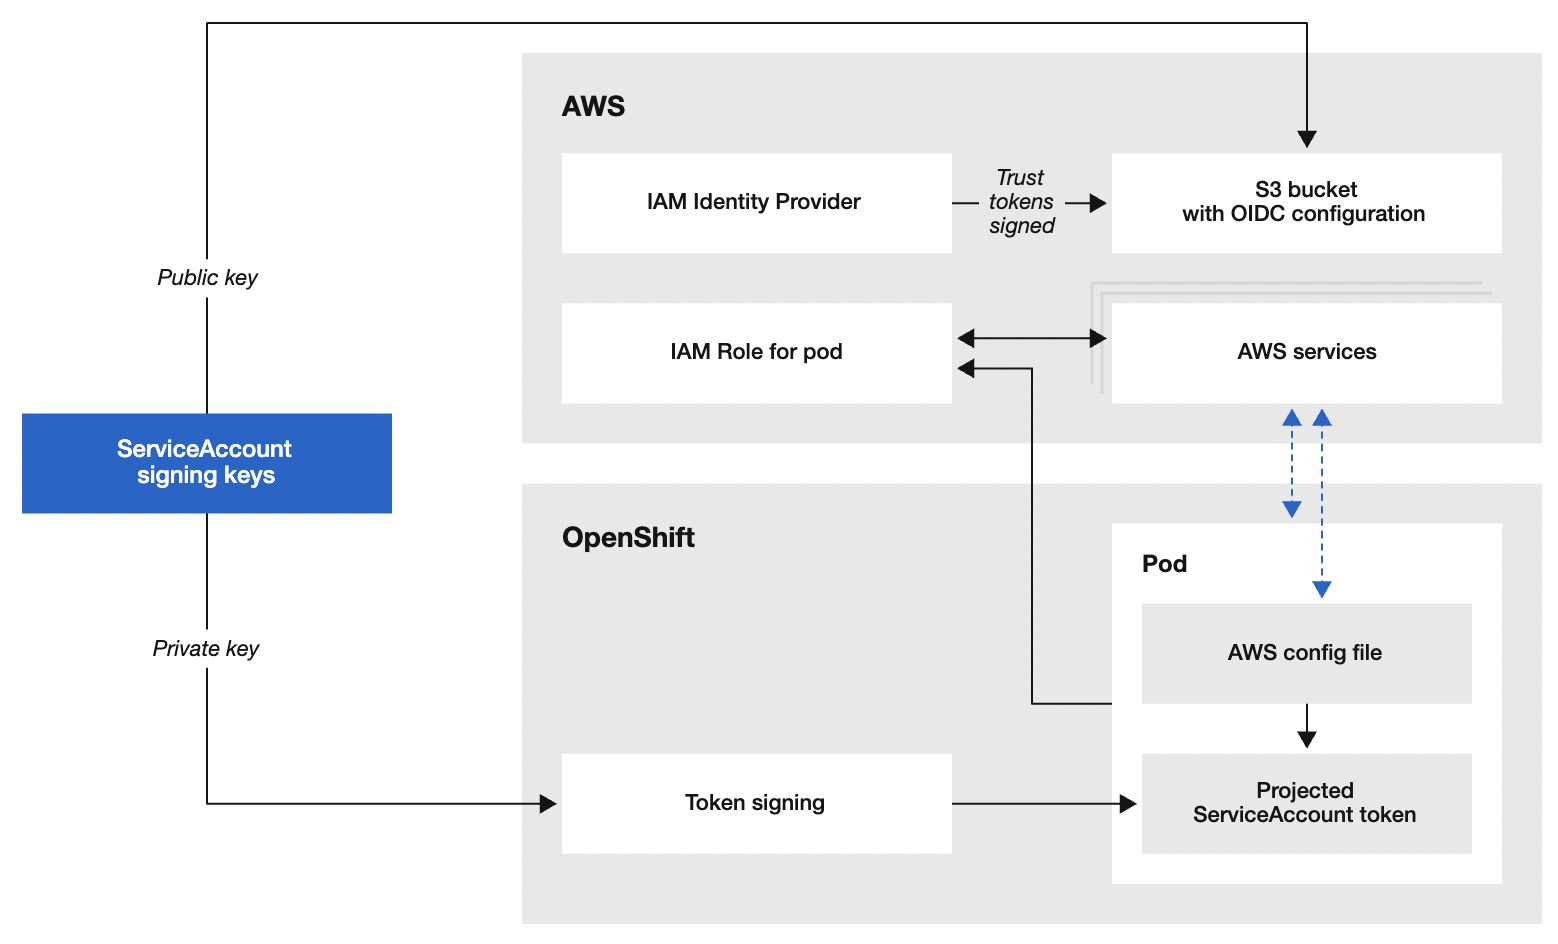 AWS
IAM Identity Provider
Trust
tokens
signed
S3 bucket
with OIDC configuration
Public key
IAM Role for pod
AWS services
ServiceAccount
signing keys
OpenShift
Pod
Private key
AWS config file
Token signing
Projected
ServiceAccount token